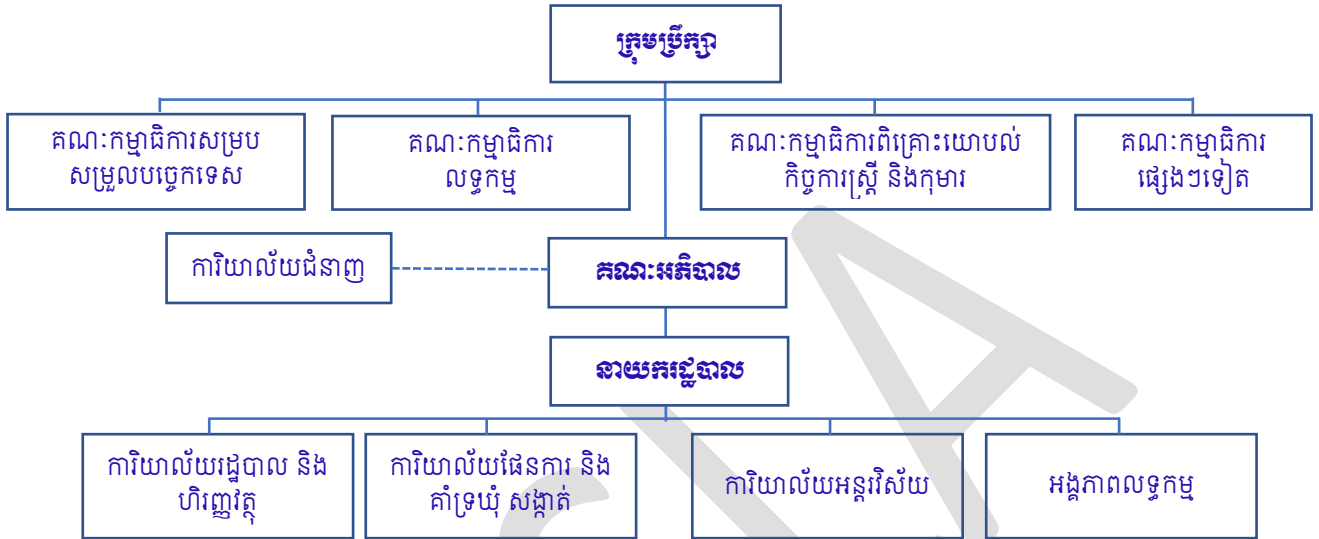 ក្រុមប្រឹក្សា
គណៈកម្មាធិការសម្រប
សម្រួលបច្ចេកទេស
គណៈកម្មាធិការ
លទ្ធកម្ម
គណៈកម្មាធិការពិគ្រោះយោបល់
កិច្ចការស្ត្រី និងកុមារ
គណៈកម្មាធិការ
ផ្សេងៗទៀត
ការិយាល័យជំនាញ
គណៈអភិបាល
នាយករដ្ឋបាល
ការិយាល័យរដ្ឋបាល និង
ហិរញ្ញវត្ថុ
ការិយាល័យផែនការ និង
គាំទ្រឃុំ សង្កាត់
ការិយាល័យអន្តរវិស័យ
អង្គភាពលទ្ធកម្ម